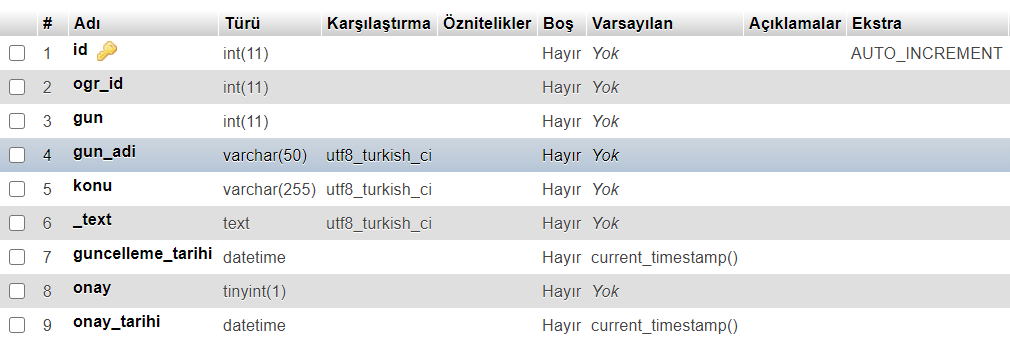 # Adı Türü Karşılaştırma Öznitelikler Boş Varsayılan Açıklamalar Ekstra
1 id int(11) Hayır Yok AUTO_INCREMENT
2 ogr_id int(11) Hayır Yok
3 gun int(11) Hayır Yok
4 gun_adi varchar(50) utf8_turkish_ci Hayır Yok
5 konu varchar(255) utf8_turkish_ci Hayır Yok
6 _text text utf8_turkish_ci Hayır Yok
7 guncelleme_tarihi datetime Hayır current_timestamp()
8 onay tinyint(1) Hayır Yok
9 onay_tarihi datetime Hayır current_timestamp()